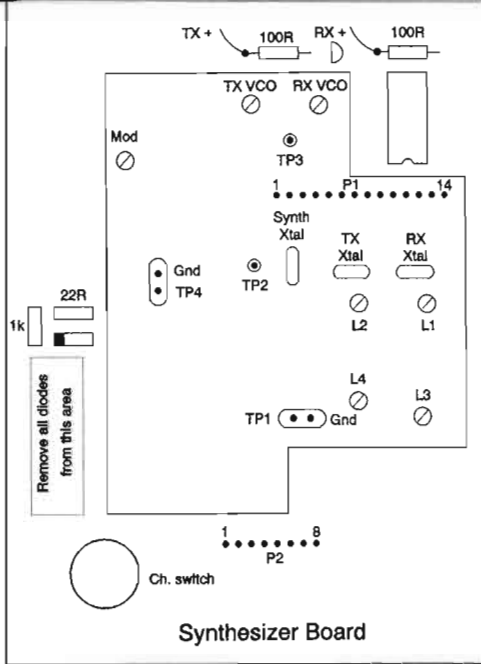 TX + 100R RX + 100R
TX VCO RX VCO
Mod
TP3
1 P1 14
Synth
Xtal
TX
Xtal
RX
Xtal
Gnd
TP4
TP2
L2 L1
22R
1k
Remove all diodes
from this area
L4
L3
TP1 Gnd
1 8
P2
Ch. switch
Synthesizer Board